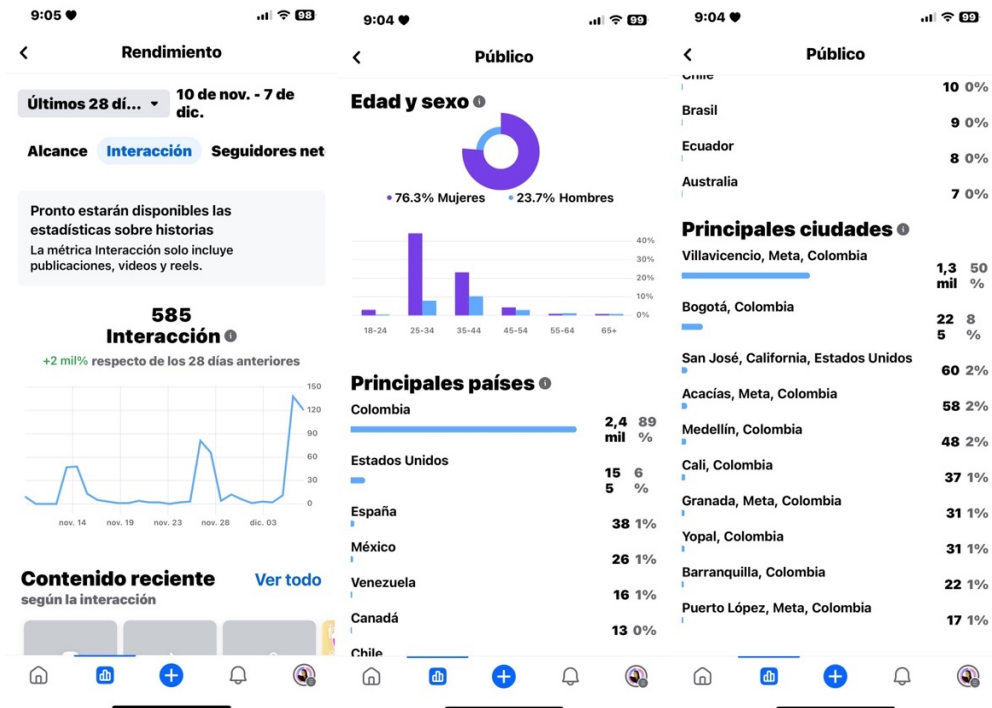 9:05
98
Rendimiento
Últimos 28 dí...
10 de nov. - 7 de
dic.
Alcance
Interacción
Seguidores net
Pronto estarán disponibles las
estadísticas sobre historias
La métrica Interacción solo incluye
publicaciones, videos y reels.
585
Interacción
+2 mil% respecto de los 28 días anteriores
150
120
90
60
30
0
nov. 14
nov. 19
nov. 23
nov. 28
dic. 03
Contenido reciente
Ver todo
según la interacción
9:04
99
Público
Edad y sexo
76.3% Mujeres
23.7% Hombres
40%
30%
20%
10%
0%
18-24
25-34
35-44
45-54
55-64
65+
Principales países
Colombia
2,4 89
mil %
Estados Unidos
15 6
5 %
España
38 1%
México
26 1%
Venezuela
16 1%
Canadá
13 0%
Chile
9:04
99
Público
Chile
10 0%
Brasil
9 0%
Ecuador
8 0%
Australia
7 0%
Principales ciudades
Villavicencio, Meta, Colombia
1,3 50
mil %
Bogotá, Colombia
22 8
5 %
San José, California, Estados Unidos
60 2%
Acacías, Meta, Colombia
58 2%
Medellín, Colombia
48 2%
Cali, Colombia
37 1%
Granada, Meta, Colombia
31 1%
Yopal, Colombia
31 1%
Barranquilla, Colombia
22 1%
Puerto López, Meta, Colombia
17 1%